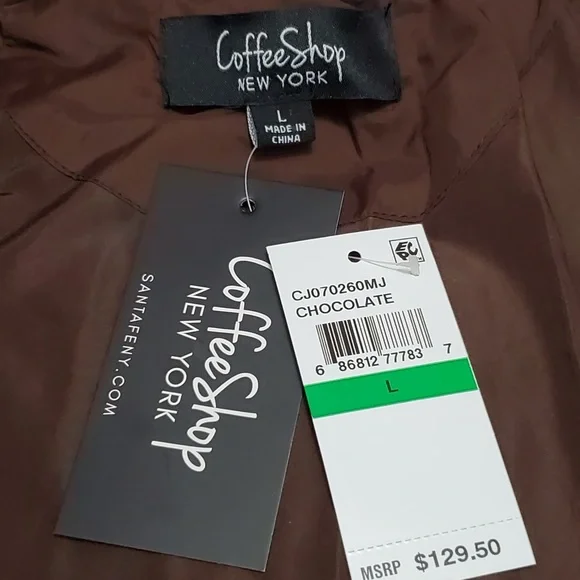 CoffeeShop
NEW YORK
L
MADE IN
CHINA
CoffeeShop
NEW YORK
SANTAFENY.COM
EPC
CJ070260MJ
CHOCOLATE
6 86812 77783 7
L
MSRP $129.50